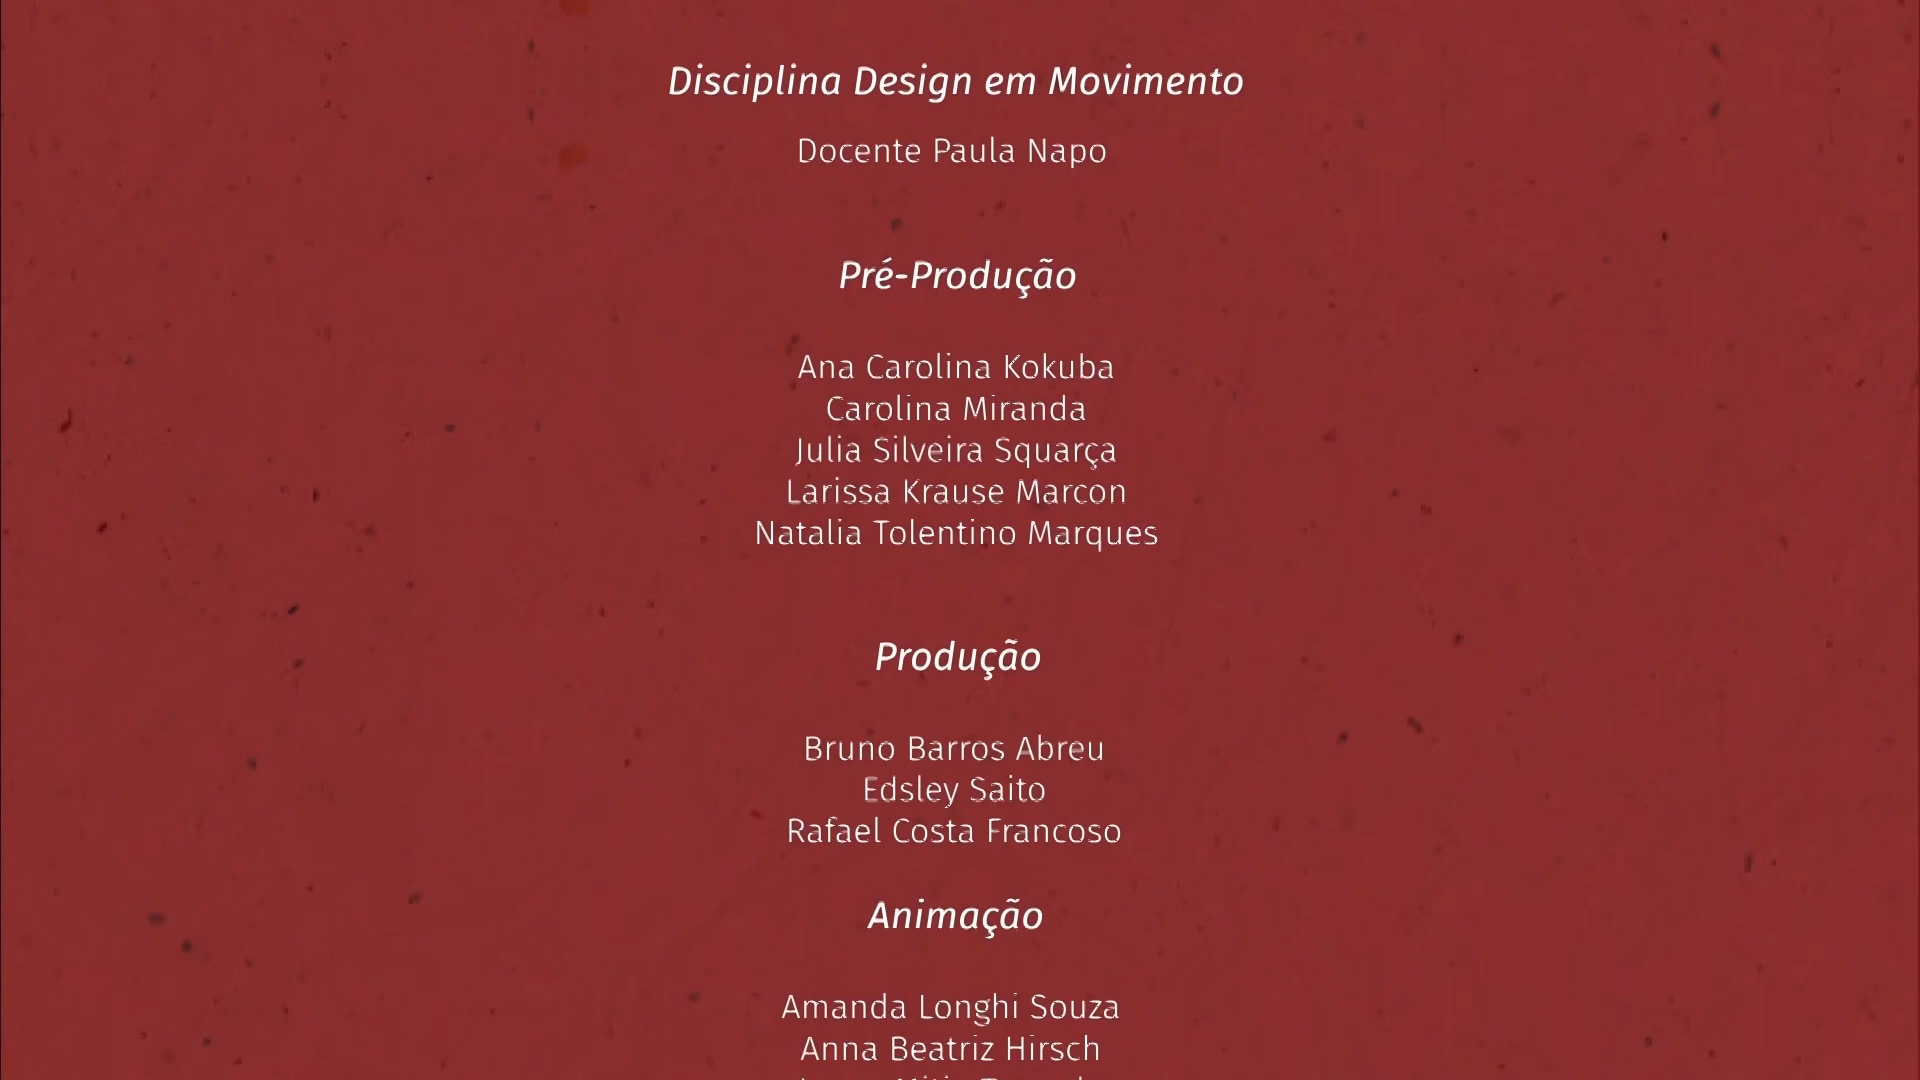 Disciplina Design em Movimento
Docente Paula Napo
Pré-Produção
Ana Carolina Kokuba
Carolina Miranda
Julia Silveira Squarça
Larissa Krause Marcon
Natalia Tolentino Marques
Produção
Bruno Barros Abreu
Edsley Saito
Rafael Costa Francoso
Animação
Amanda Longhi Souza
Anna Beatriz Hirsch